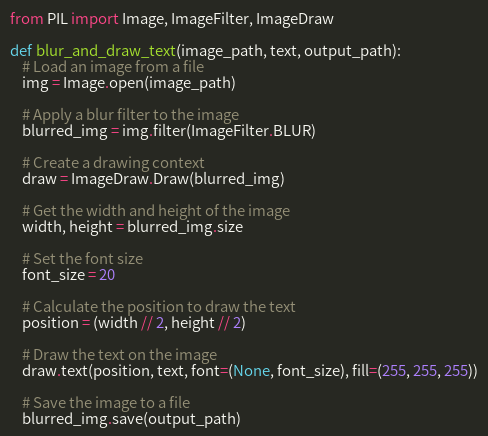 from PIL import Image, ImageFilter, ImageDraw
def blur_and_draw_text(image_path, text, output_path):
# Load an image from a file
img = Image.open(image_path)
# Apply a blur filter to the image
blurred_img = img.filter(ImageFilter.BLUR)
# Create a drawing context
draw = ImageDraw.Draw(blurred_img)
# Get the width and height of the image
width, height = blurred_img.size
# Set the font size
font_size = 20
# Calculate the position to draw the text
position = (width // 2, height // 2)
# Draw the text on the image
draw.text(position, text, font=(None, font_size), fill=(255, 255, 255))
# Save the image to a file
blurred_img.save(output_path)